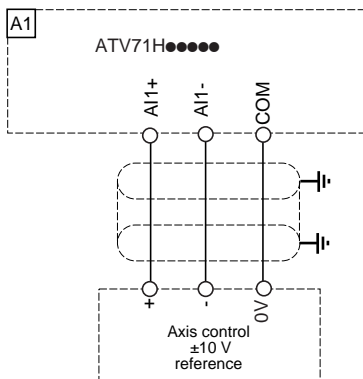 A1
ATV71H●●●●●
AI1+
AI1-
COM
+
-
0V
Axis control
±10 V
reference